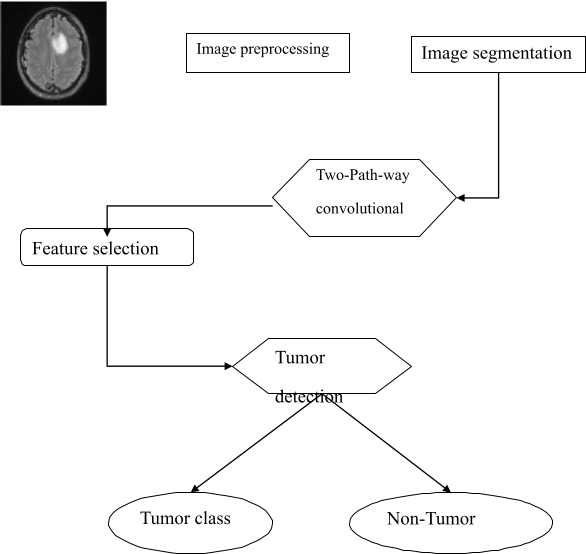 Image preprocessing
Image segmentation
Two-Path-way
convolutional
Feature selection
Tumor
detection
Tumor class
Non-Tumor